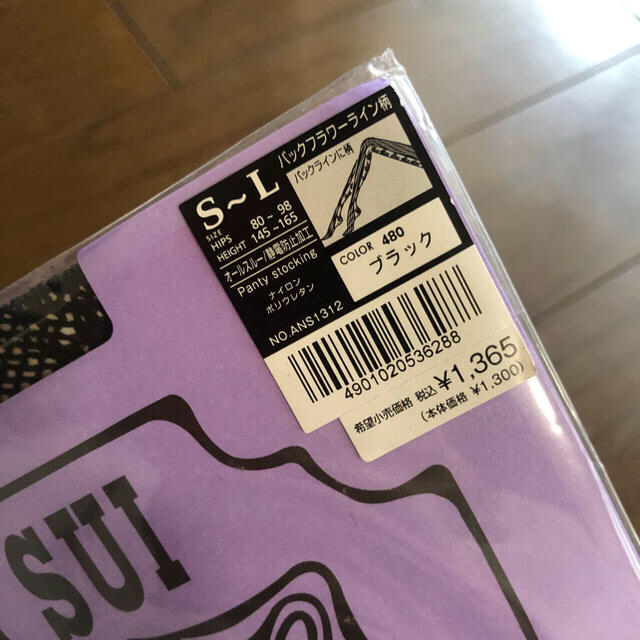 バックフラワーライン柄
バックラインに柄
S~L
SIZE
HIPS 80~98
HEIGHT 145~165
オールスルー/静電防止加工
Panty stocking
ナイロン
ポリウレタン
NO.ANS1312
COLOR 480
ブラック
4901020536288
希望小売価格 税込 ¥1,365
(本体価格 ¥1,300)
SUI